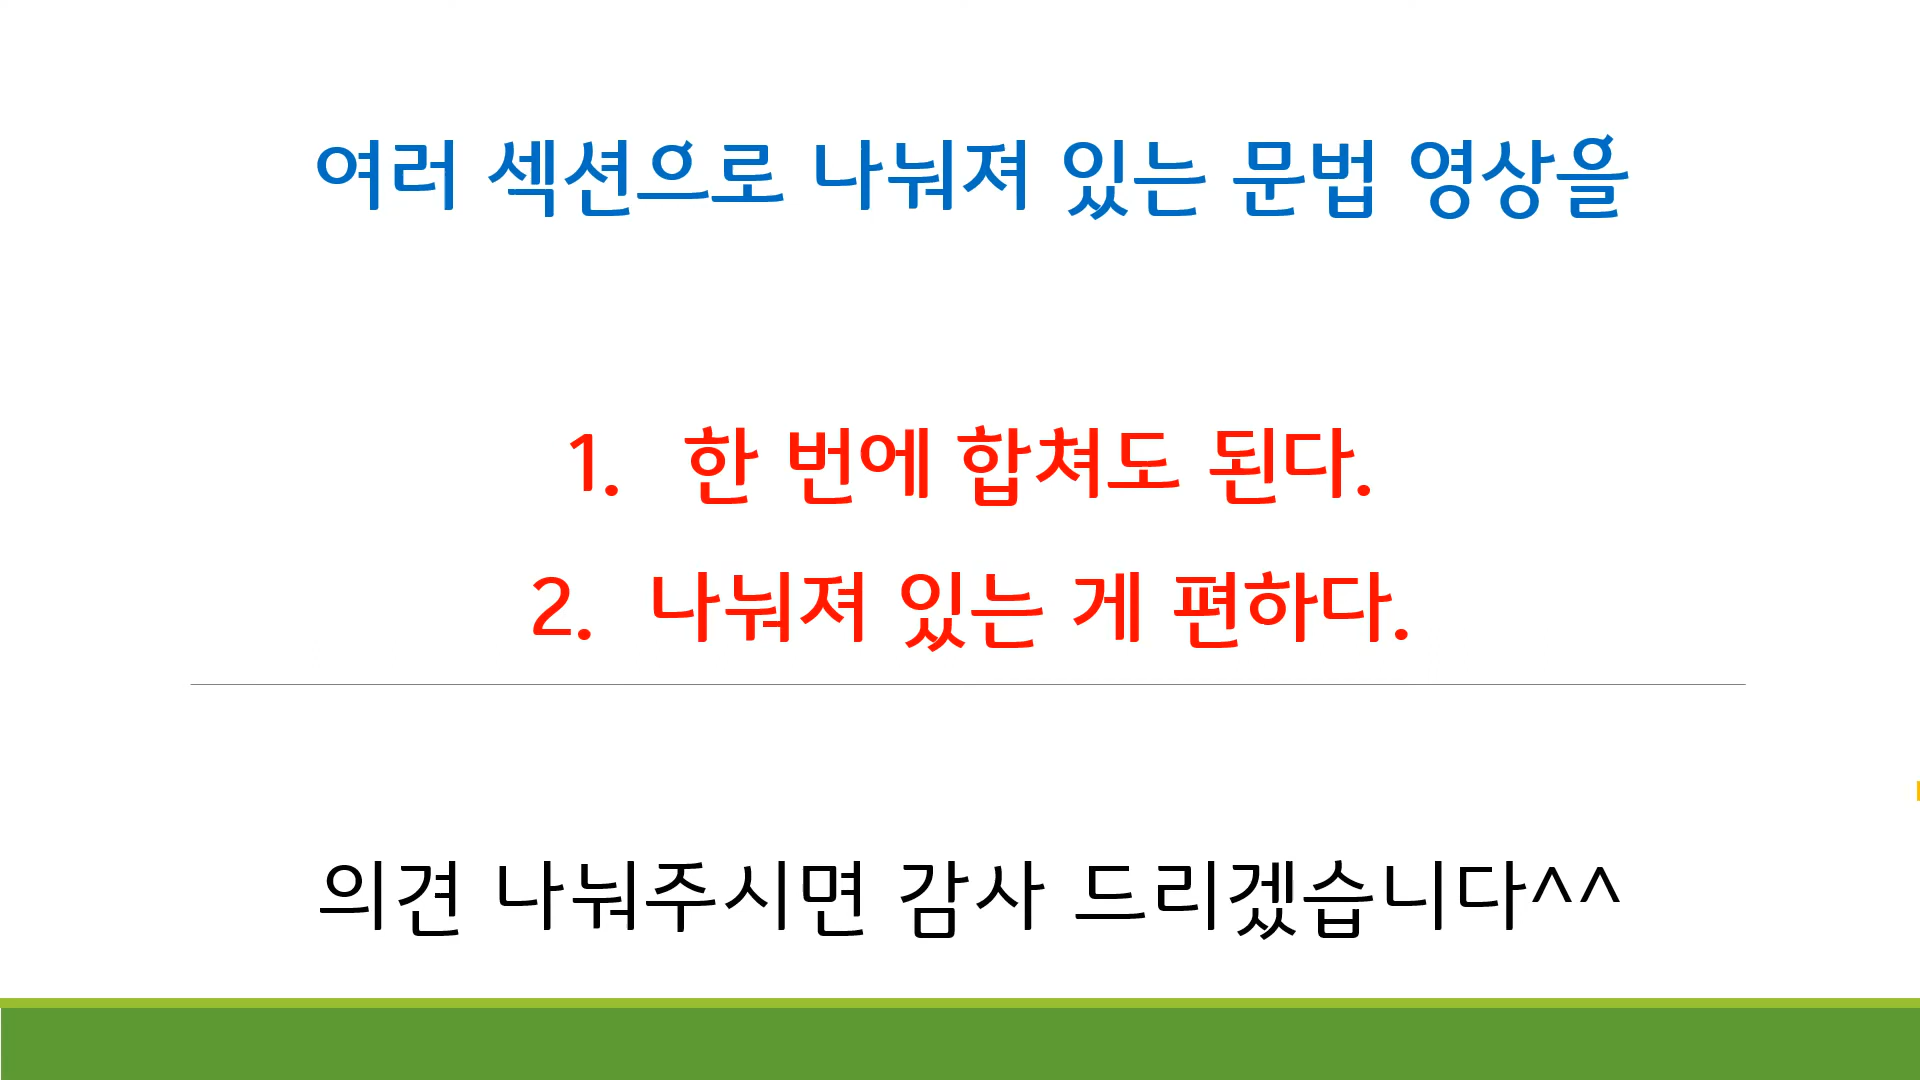 여러 섹션으로 나눠져 있는 문법 영상을
1. 한 번에 합쳐도 된다.
2. 나눠져 있는 게 편하다.
의견 나눠주시면 감사 드리겠습니다^^